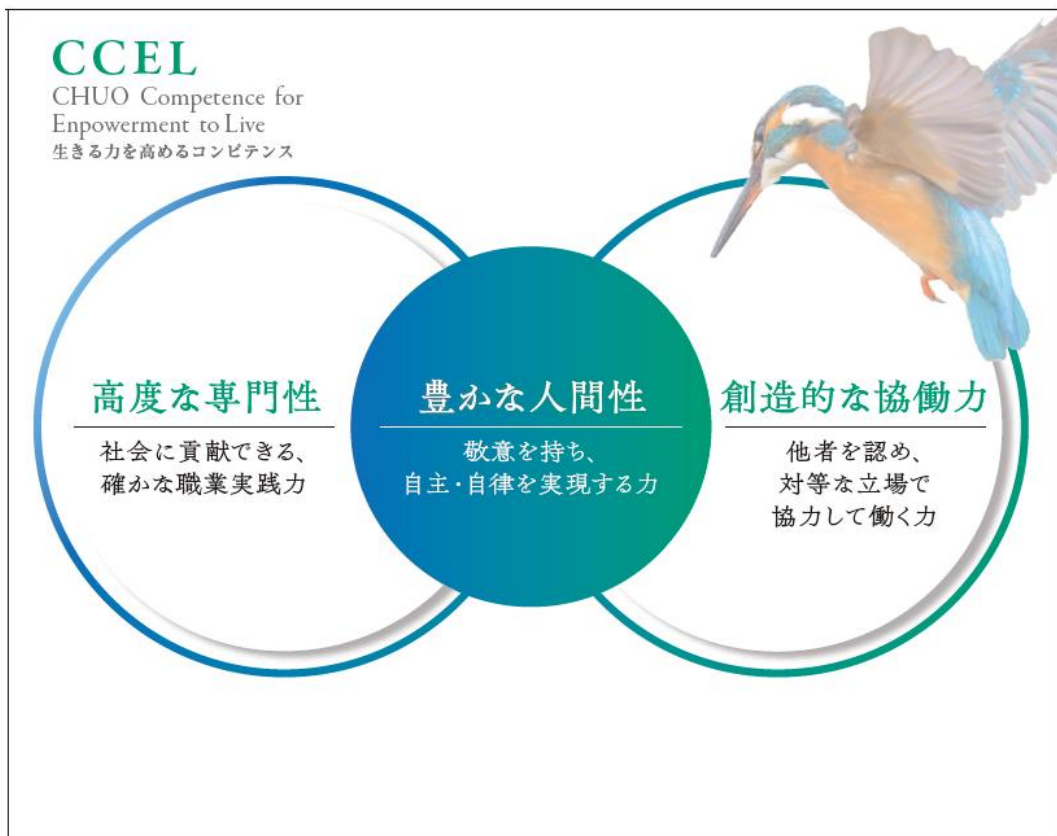 CCEL
CHUO Competence for
Enpowerment to Live
生きる力を高めるコンピテンス
高度な専門性
社会に貢献できる、
確かな職業実践力
豊かな人間性
敬意を持ち、
自主・自律を実現する力
創造的な協働力
他者を認め、
対等な立場で
協力して働く力